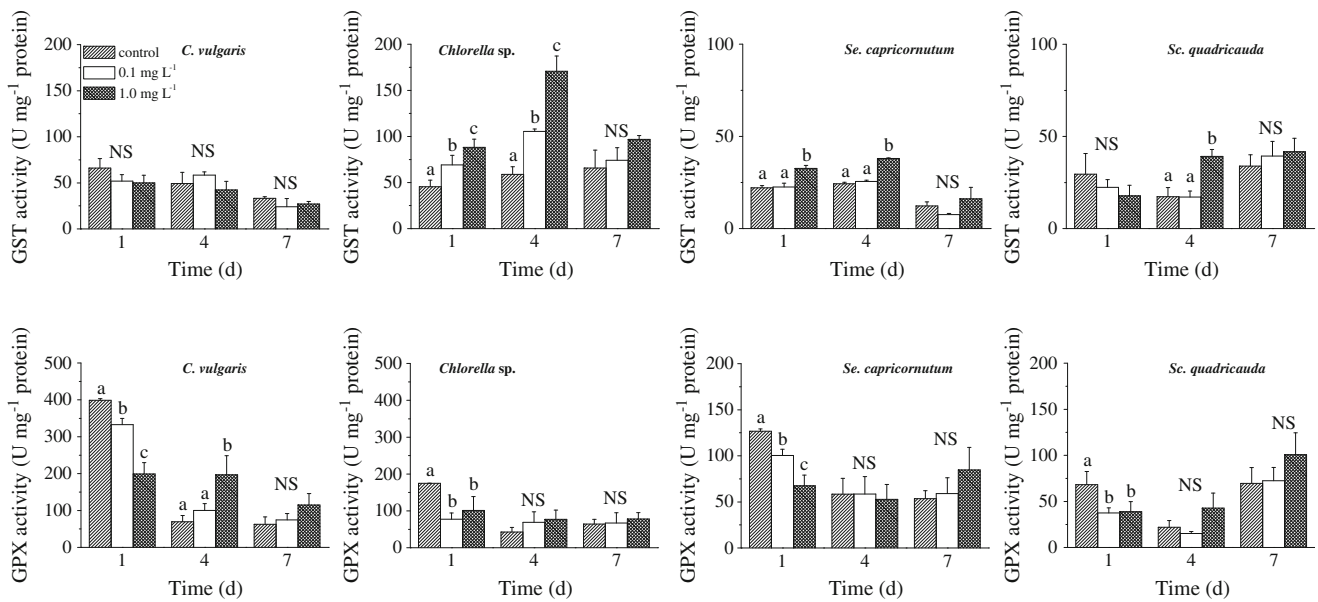 GST activity (U mg⁻¹ protein)
200
150
100
50
0
C. vulgaris
control
0.1 mg L⁻¹
1.0 mg L⁻¹
NS
NS
NS
1 4 7
Time (d)
GST activity (U mg⁻¹ protein)
200
150
100
50
0
Chlorella sp.
a b c
a b c
NS
1 4 7
Time (d)
GST activity (U mg⁻¹ protein)
100
50
0
Se. capricornutum
a a b
a a b
NS
1 4 7
Time (d)
GST activity (U mg⁻¹ protein)
100
50
0
Sc. quadricauda
NS
a a b
NS
1 4 7
Time (d)
GPX activity (U mg⁻¹ protein)
500
400
300
200
100
0
C. vulgaris
a b c
a a b
NS
1 4 7
Time (d)
GPX activity (U mg⁻¹ protein)
500
400
300
200
100
0
Chlorella sp.
a b b
NS
NS
1 4 7
Time (d)
GPX activity (U mg⁻¹ protein)
200
150
100
50
0
Se. capricornutum
a b c
NS
NS
1 4 7
Time (d)
GPX activity (U mg⁻¹ protein)
200
150
100
50
0
Sc. quadricauda
a b b
NS
NS
1 4 7
Time (d)